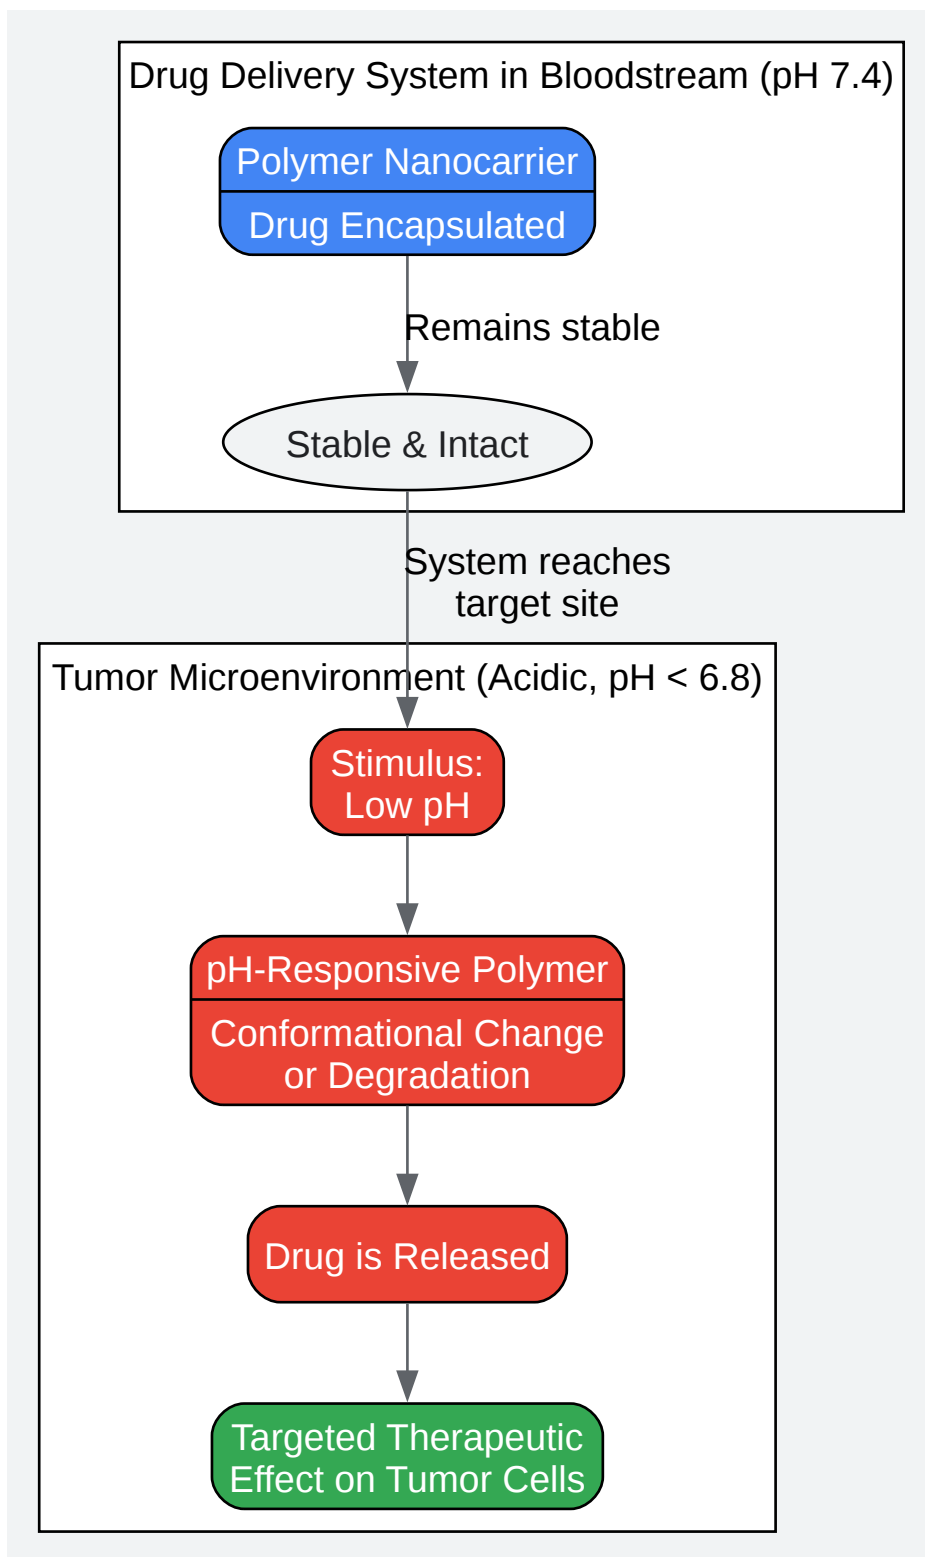 Drug Delivery System in Bloodstream (pH 7.4)
Polymer Nanocarrier
Drug Encapsulated
Remains stable
Stable & Intact
System reaches
target site
Tumor Microenvironment (Acidic, pH < 6.8)
Stimulus:
Low pH
pH-Responsive Polymer
Conformational Change
or Degradation
Drug is Released
Targeted Therapeutic
Effect on Tumor Cells